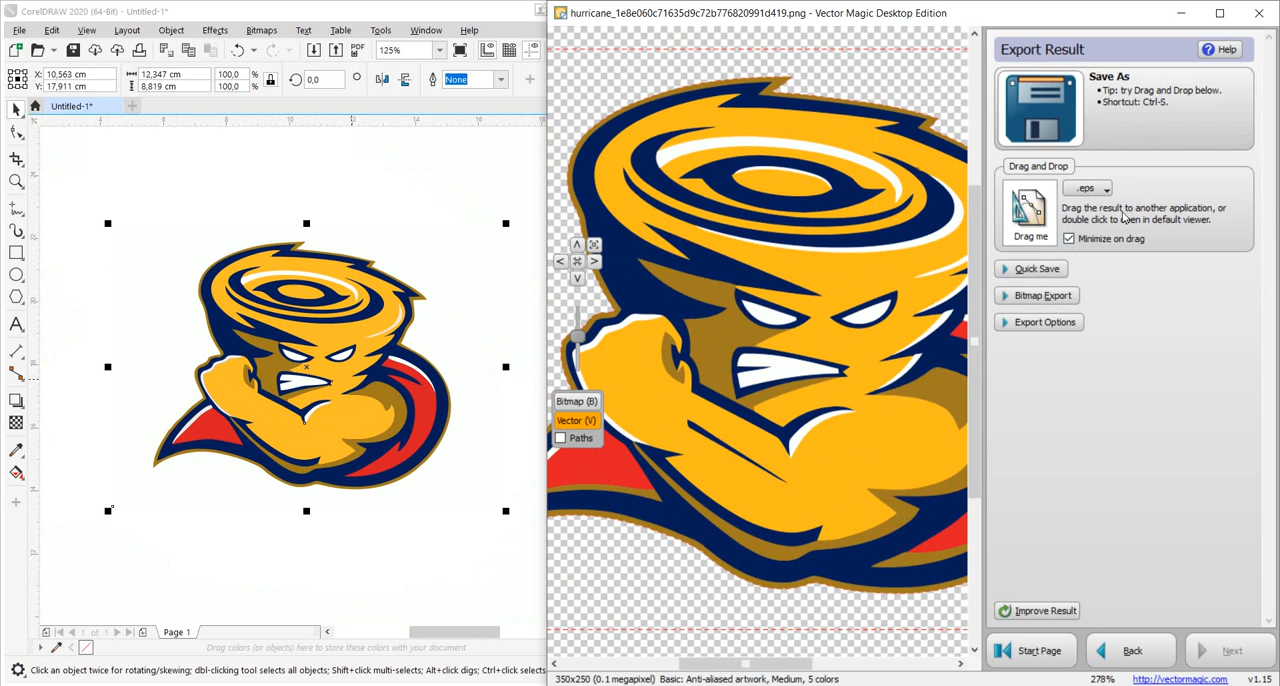 CorelDRAW 2020 (64-Bit) - Untitled-1*
File Edit View Layout Object Effects Bitmaps Text Table Tools Window Help
PDF 125%
X: 10,563 cm 12,347 cm 100,0 % 0,0 None
Y: 17,911 cm 8,819 cm 100,0 %
Untitled-1*
1 of 1 Page 1
Drag colors (or objects) here to store these colors with your document
Click an object twice for rotating/skewing; dbl-clicking tool selects all objects; Shift+click multi-selects; Alt+click digs; Ctrl+click selects
hurricane_1e8e060c71635d9c72b776820991d419.png - Vector Magic Desktop Edition
Bitmap (B)
Vector (V)
Paths
Export Result
Help
Save As
•Tip: try Drag and Drop below.
•Shortcut: Ctrl-S.
Drag and Drop
.eps
Drag the result to another application, or
double click to open in default viewer.
Drag me
Minimize on drag
Quick Save
Bitmap Export
Export Options
Improve Result
Start Page Back Next
350x250 (0.1 megapixel) Basic: Anti-aliased artwork, Medium, 5 colors 278% http://vectormagic.com v1.15